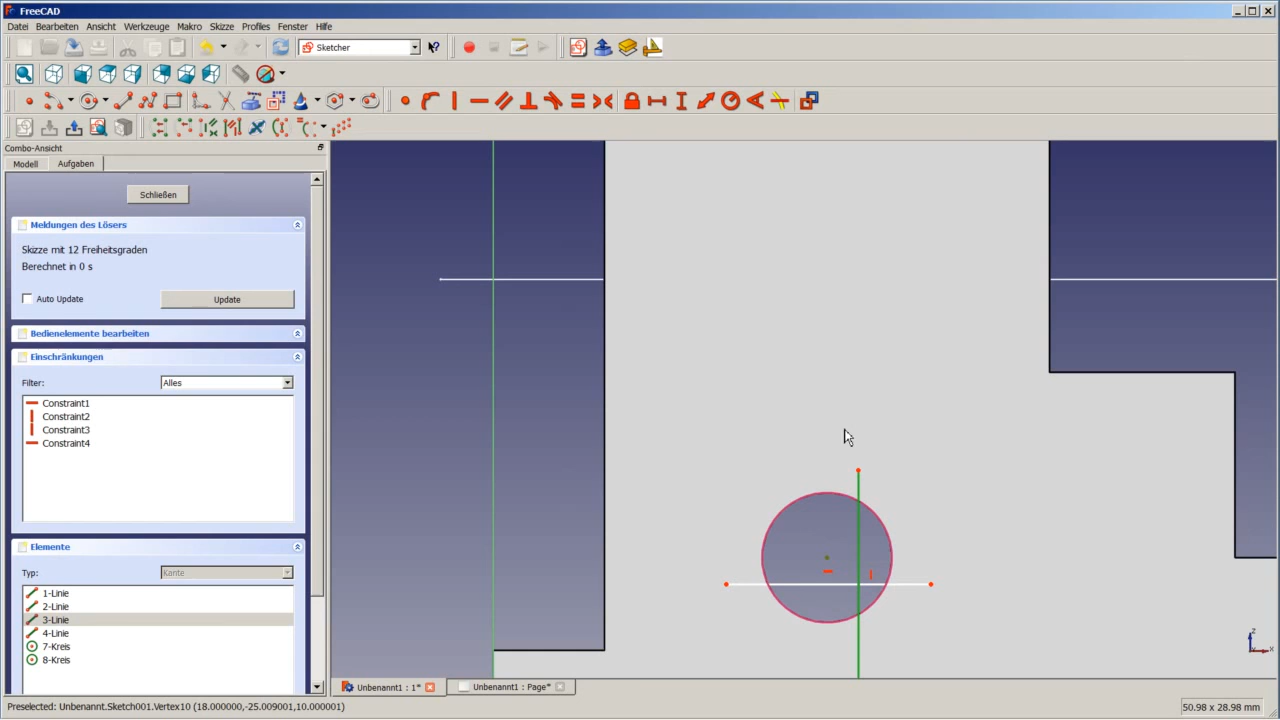 FreeCAD
Datei Bearbeiten Ansicht Werkzeuge Makro Skizze Profiles Fenster Hilfe
Sketcher
Combo-Ansicht
Modell Aufgaben
Schließen
Meldungen des Lösers
Skizze mit 12 Freiheitsgraden
Berechnet in 0 s
Auto Update Update
Bedienelemente bearbeiten
Einschränkungen
Filter: Alles
Constraint1
Constraint2
Constraint3
Constraint4
Elemente
Typ: Kante
1-Linie
2-Linie
3-Linie
4-Linie
7-Kreis
8-Kreis
Z
X
Unbenannt1 : 1* Unbenannt1 : Page*
Preselected: Unbenannt.Sketch001.Vertex10 (18.000000,-25.009001,10.000001) 50.98 x 28.98 mm